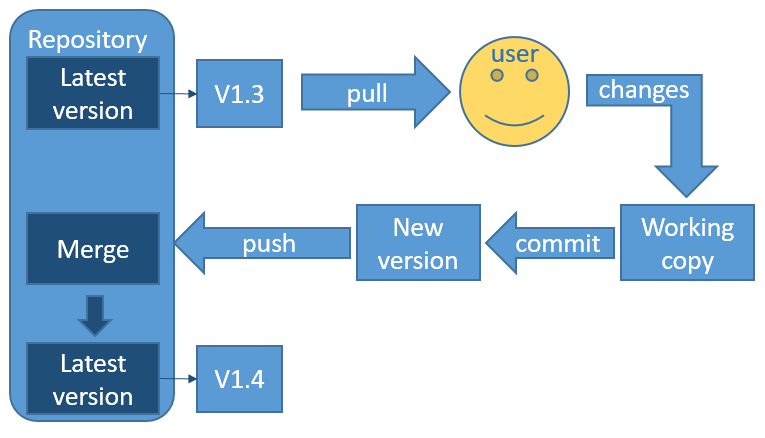 Repository
Latest
version
V1.3
pull
user
changes
Merge
push
New
version
commit
Working
copy
Latest
version
V1.4